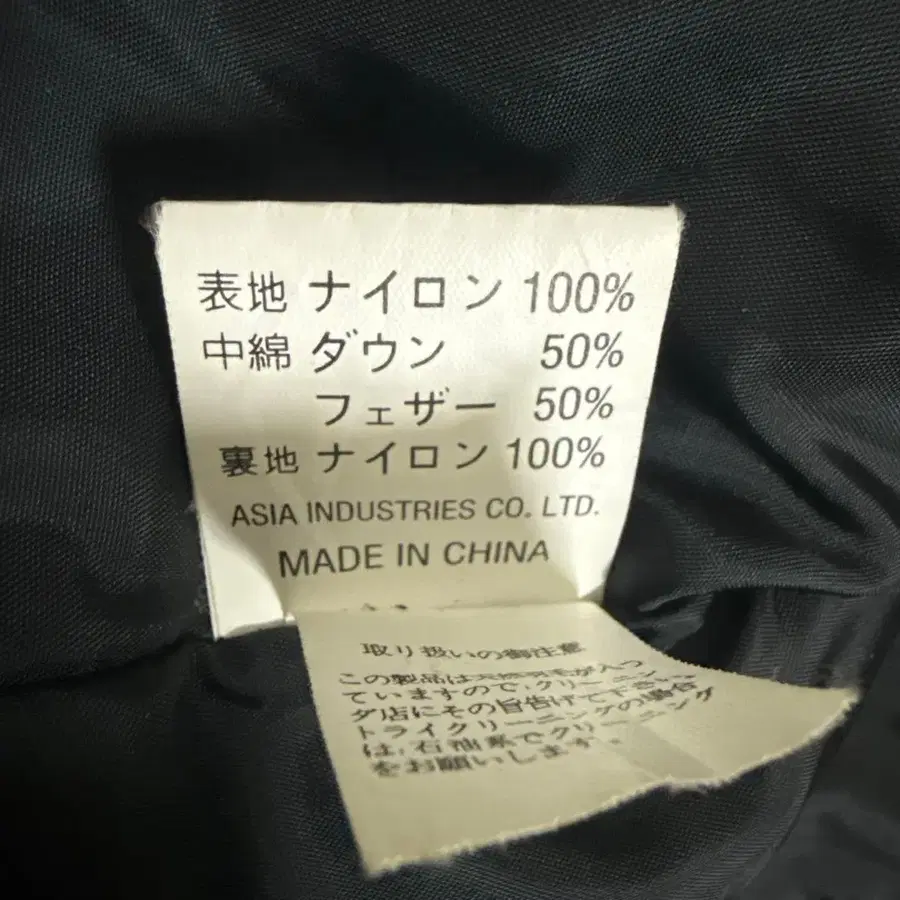 表地 ナイロン 100%
中綿 ダウン 50%
フェザー 50%
裏地 ナイロン 100%
ASIA INDUSTRIES CO. LTD.
MADE IN CHINA
取り扱いの御注意
この製品は天然羽毛が入っ
ていますので、クリーニン
グ店にその旨告げて下さい。
ドライクリーニングの場合
は、石油系でクリーニング
をお願いします。